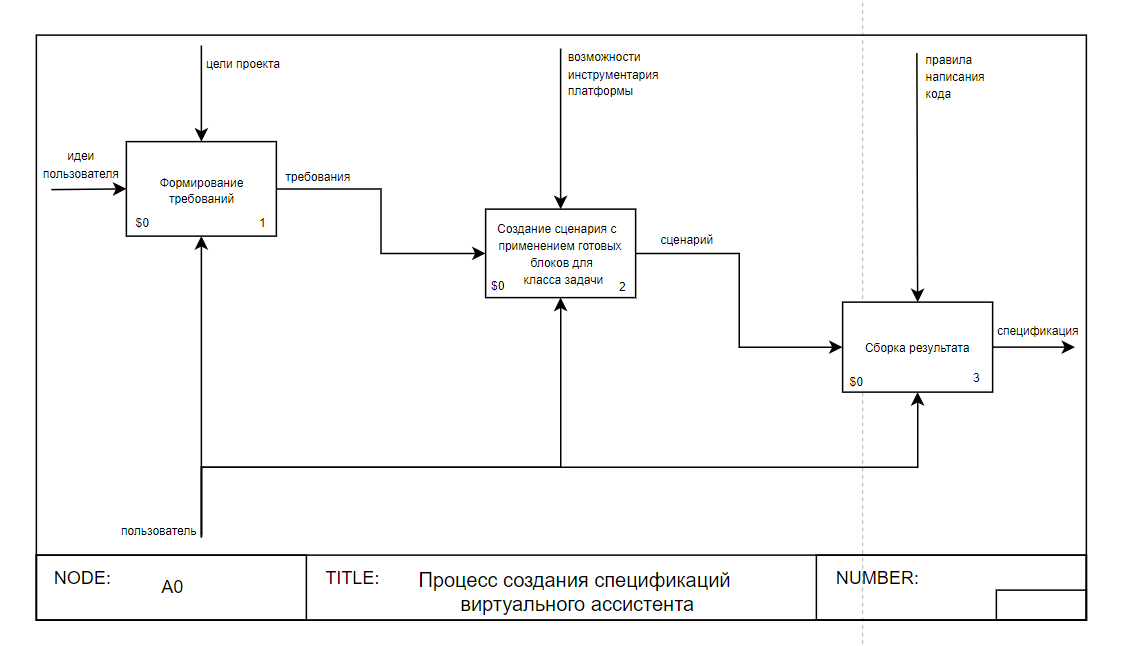 цели проекта
возможности
инструментария
платформы
правила
написания
кода
идеи
пользователя
Формирование
требований
$0 1
требования
Создание сценария с
применением готовых
блоков для
класса задачи
$0 2
сценарий
Сборка результата
$0 3
спецификация
пользователь
NODE: A0
TITLE: Процесс создания спецификаций
виртуального ассистента
NUMBER: